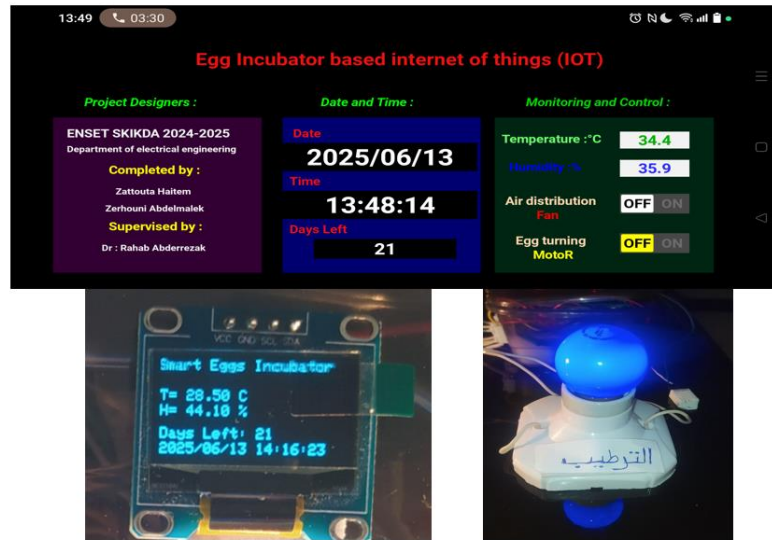 13:49 03:30
Egg Incubator based internet of things (IOT)
Project Designers :
ENSET SKIKDA 2024-2025
Department of electrical engineering
Completed by :
Zattouta Haitem
Zerhouni Abdelmalek
Supervised by :
Dr : Rahab Abderrezak
Date and Time :
Date
2025/06/13
Time
13:48:14
Days Left
21
Monitoring and Control :
Temperature :°C 34.4
Humidity :% 35.9
Air distribution
Fan
OFF ON
Egg turning
MotoR
OFF ON
VCC GND SCL SDA
Smart Eggs Incubator
T= 28.50 C
H= 44.10 %
Days Left: 21
2025/06/13 14:16:23
الترطيب